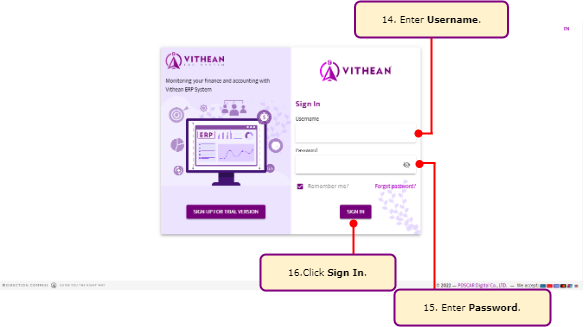 14. Enter Username.
EN
VITHEAN
ERP SYSTEM
Monitoring your finance and accounting with
Vithean ERP System
ERP
SIGN UP FOR TRIAL VERSION
VITHEAN
Sign In
Username
Password
Remember me?
Forgot password?
SIGN IN
16.Click Sign In.
© 2022 — POSCAR Digital Co., LTD. — We accept:
15. Enter Password.